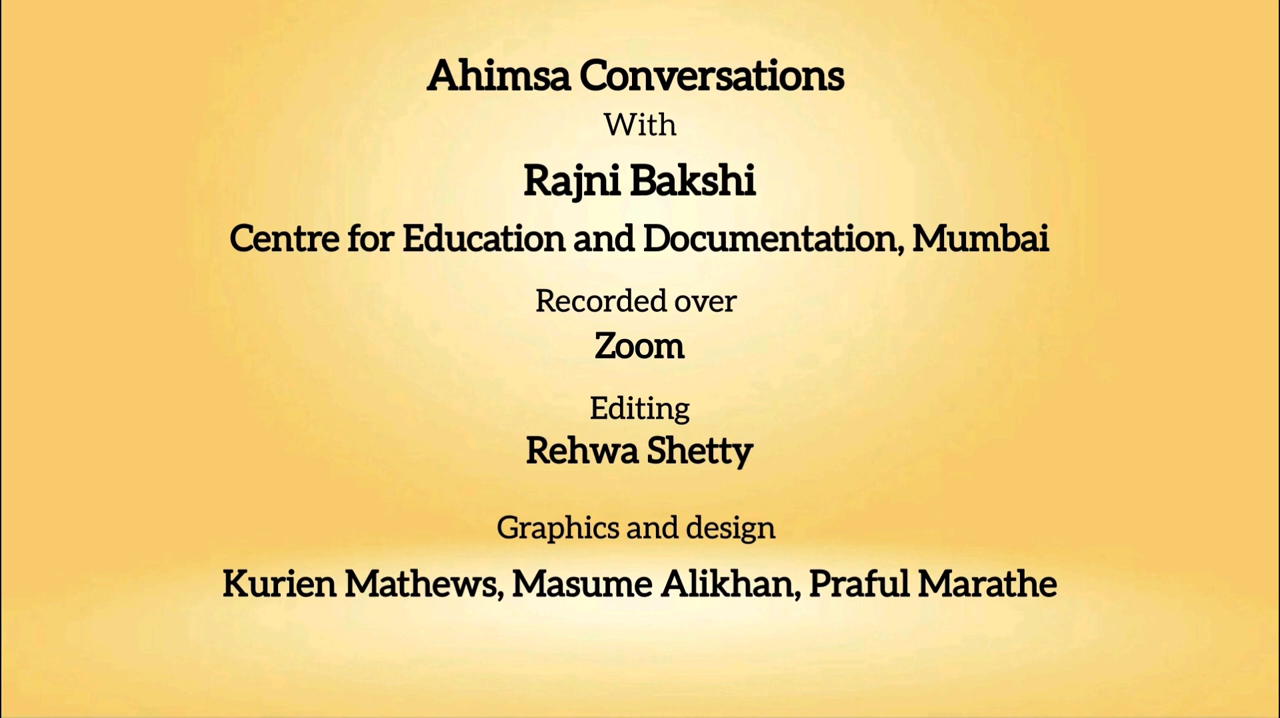 Ahimsa Conversations
With
Rajni Bakshi
Centre for Education and Documentation, Mumbai
Recorded over
Zoom
Editing
Rehwa Shetty
Graphics and design
Kurien Mathews, Masume Alikhan, Praful Marathe